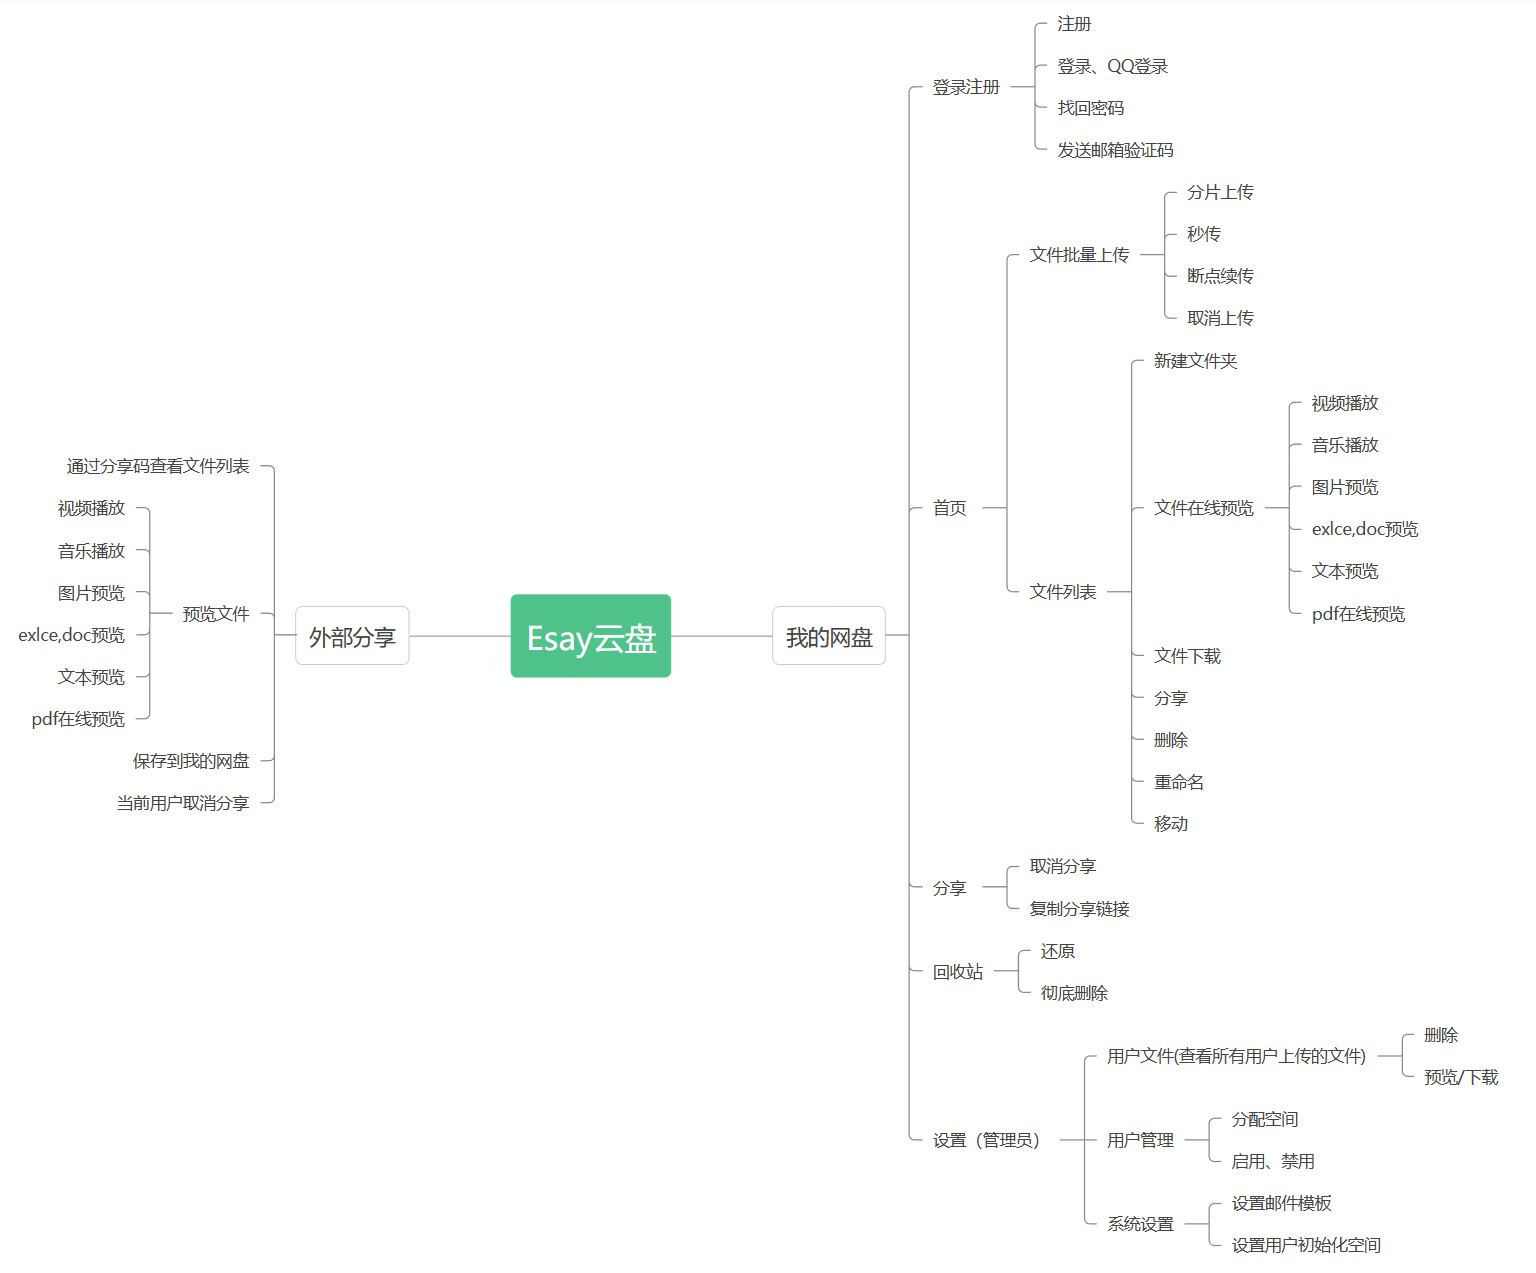 Esay云盘
我的网盘
登录注册
注册
登录、QQ登录
找回密码
发送邮箱验证码
首页
文件批量上传
分片上传
秒传
断点续传
取消上传
文件列表
新建文件夹
文件在线预览
视频播放
音乐播放
图片预览
exlce,doc预览
文本预览
pdf在线预览
文件下载
分享
删除
重命名
移动
分享
取消分享
复制分享链接
回收站
还原
彻底删除
设置（管理员）
用户文件(查看所有用户上传的文件)
删除
预览/下载
用户管理
分配空间
启用、禁用
系统设置
设置邮件模板
设置用户初始化空间
外部分享
通过分享码查看文件列表
预览文件
视频播放
音乐播放
图片预览
exlce,doc预览
文本预览
pdf在线预览
保存到我的网盘
当前用户取消分享